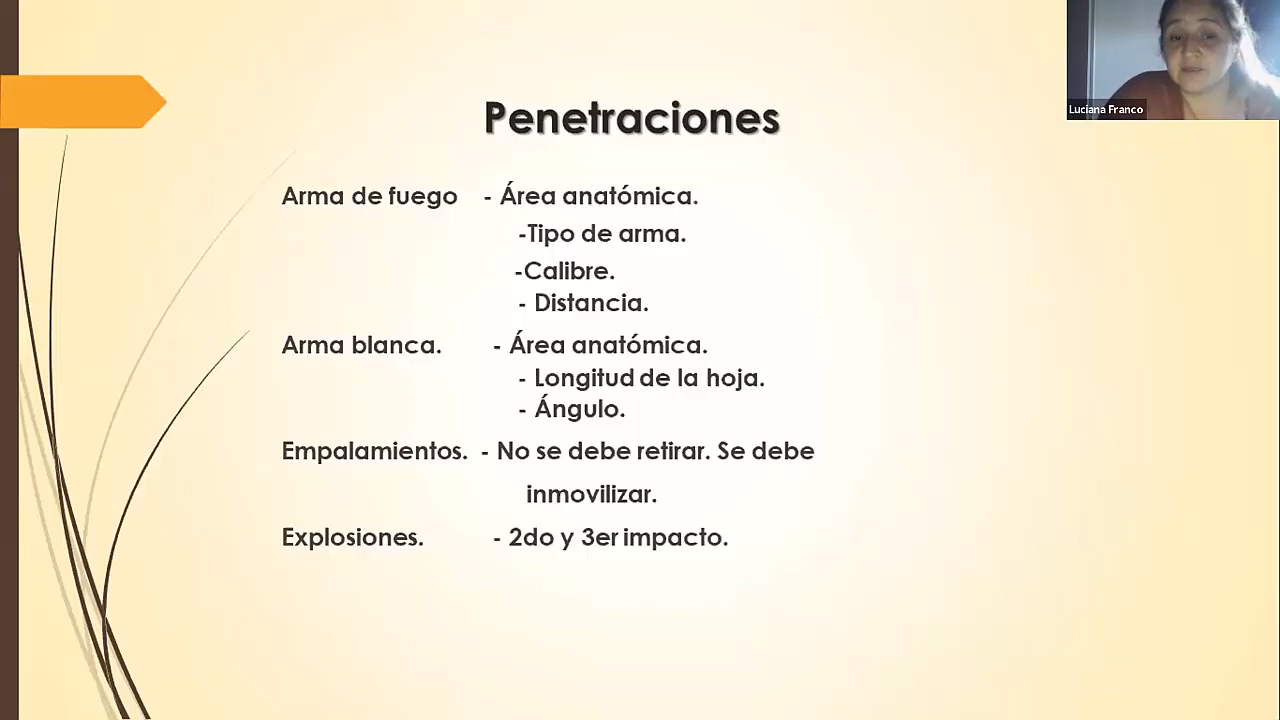 Luciana Franco
Penetraciones
Arma de fuego - Área anatómica.
-Tipo de arma.
-Calibre.
- Distancia.
Arma blanca. - Área anatómica.
- Longitud de la hoja.
- Ángulo.
Empalamientos. - No se debe retirar. Se debe
inmovilizar.
Explosiones. - 2do y 3er impacto.